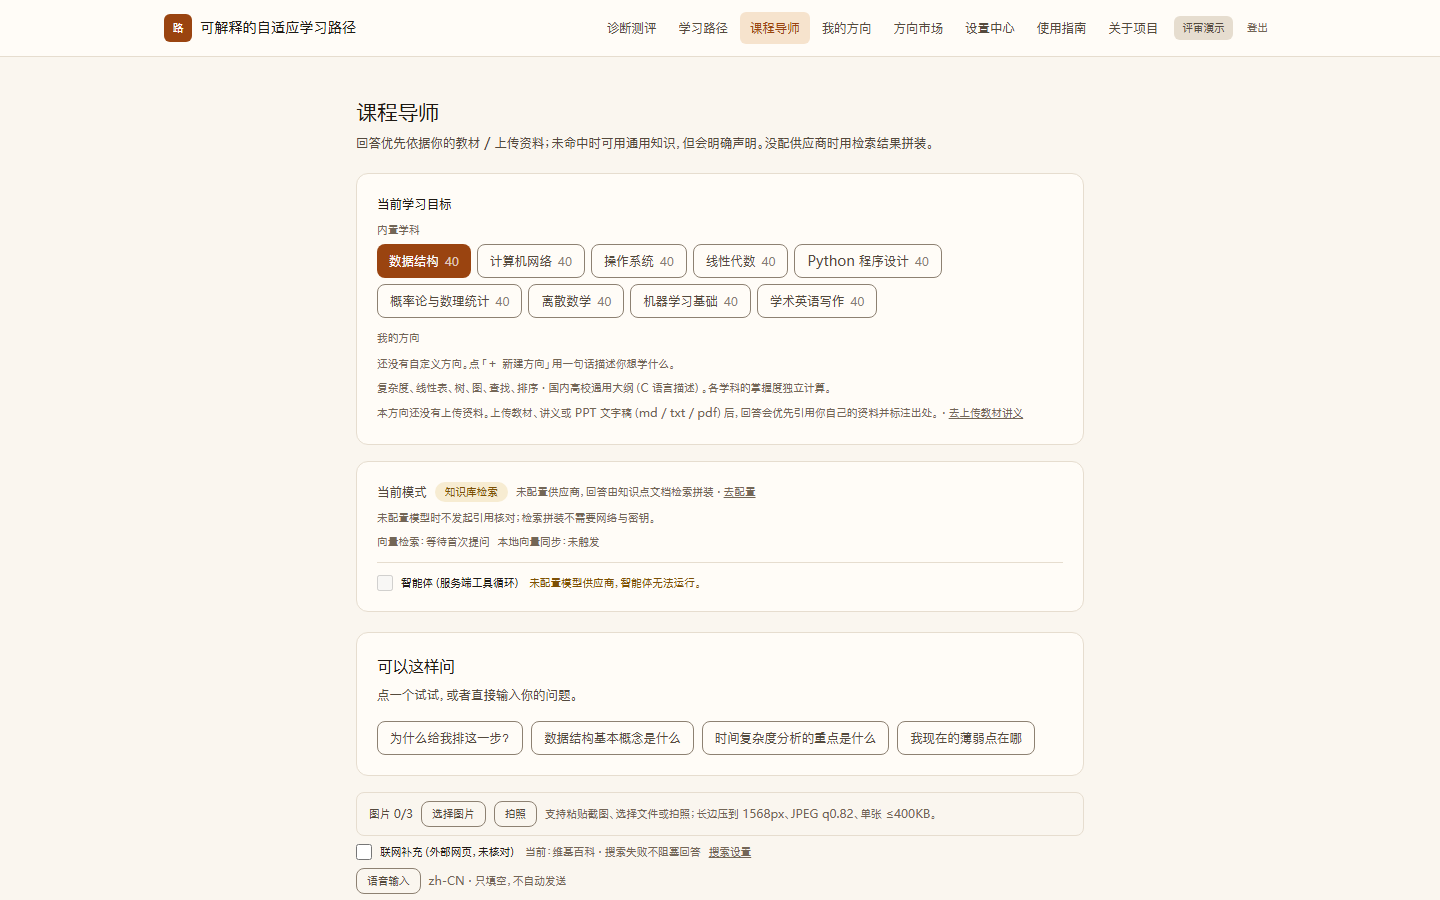 路 可解释的自适应学习路径 诊断测评 学习路径 课程导师 我的方向 方向市场 设置中心 使用指南 关于项目 评审演示 登出
课程导师
回答优先依据你的教材 / 上传资料；未命中时可用通用知识，但会明确声明。没配供应商时用检索结果拼装。
当前学习目标
内置学科
数据结构 40 计算机网络 40 操作系统 40 线性代数 40 Python 程序设计 40
概率论与数理统计 40 离散数学 40 机器学习基础 40 学术英语写作 40
我的方向
还没有自定义方向。点「+ 新建方向」用一句话描述你想学什么。
复杂度、线性表、树、图、查找、排序 · 国内高校通用大纲（C 语言描述）。各学科的掌握度独立计算。
本方向还没有上传资料。上传教材、讲义或 PPT 文字稿（md / txt / pdf）后，回答会优先引用你自己的资料并标注出处。 · 去上传教材讲义
当前模式 知识库检索 未配置供应商，回答由知识点文档检索拼装 · 去配置
未配置模型时不发起引用核对；检索拼装不需要网络与密钥。
向量检索：等待首次提问 本地向量同步：未触发
智能体（服务端工具循环） 未配置模型供应商，智能体无法运行。
可以这样问
点一个试试，或者直接输入你的问题。
为什么给我排这一步？ 数据结构基本概念是什么 时间复杂度分析的重点是什么 我现在的薄弱点在哪
图片 0/3 选择图片 拍照 支持粘贴截图、选择文件或拍照；长边压到 1568px、JPEG q0.82、单张 ≤400KB。
联网补充（外部网页，未核对） 当前：维基百科 · 搜索失败不阻塞回答 搜索设置
语音输入 zh-CN · 只填空，不自动发送